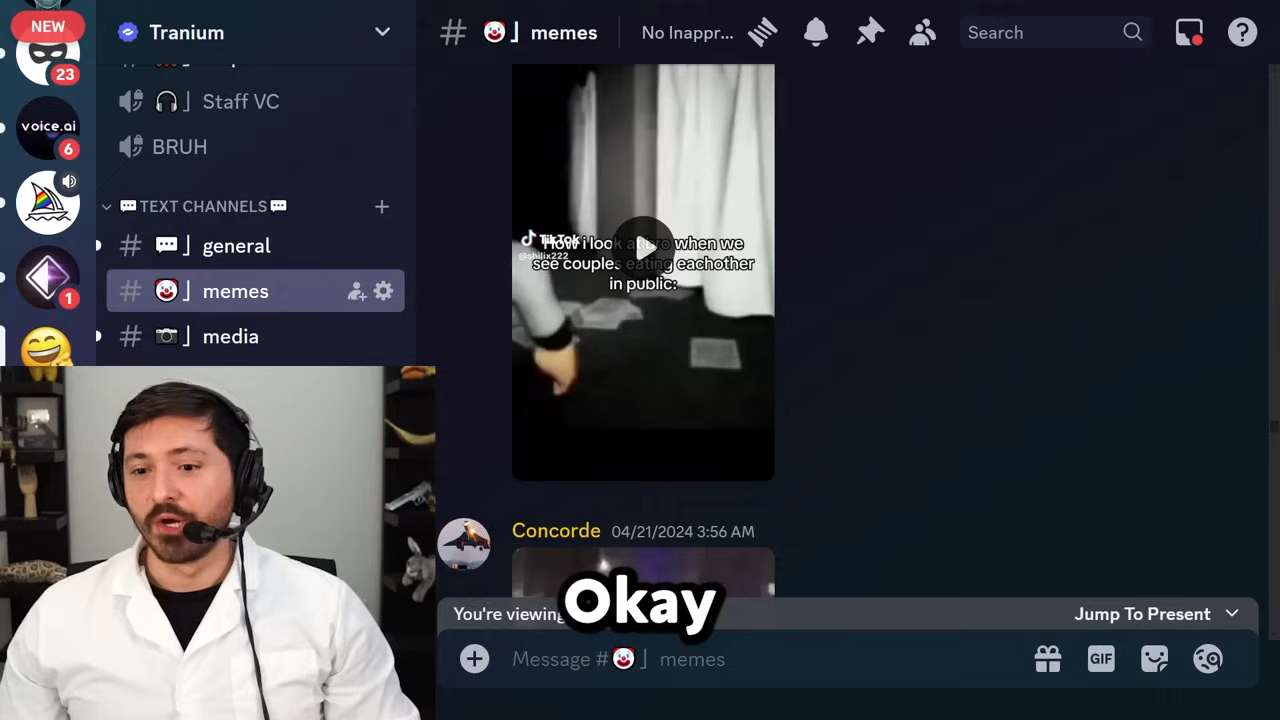 NEW
23
voice.ai
6
1
Tranium
Staff VC
BRUH
TEXT CHANNELS
general
memes
media
memes
No Inappr...
Search
TikTok
@shilix222
How i look at bro when we
see couples eating eachother
in public:
Concorde 04/21/2024 3:56 AM
Okay
You're viewing
Jump To Present
Message # 🤡 ⌋ memes
GIF